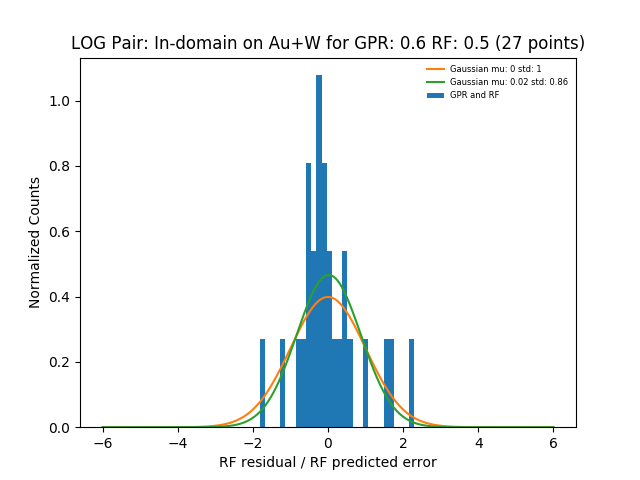 LOG Pair: In-domain on Au+W for GPR: 0.6 RF: 0.5 (27 points)
Gaussian mu: 0 std: 1
Gaussian mu: 0.02 std: 0.86
GPR and RF
Normalized Counts
1.0
0.8
0.6
0.4
0.2
0.0
−6 −4 −2 0 2 4 6
RF residual / RF predicted error